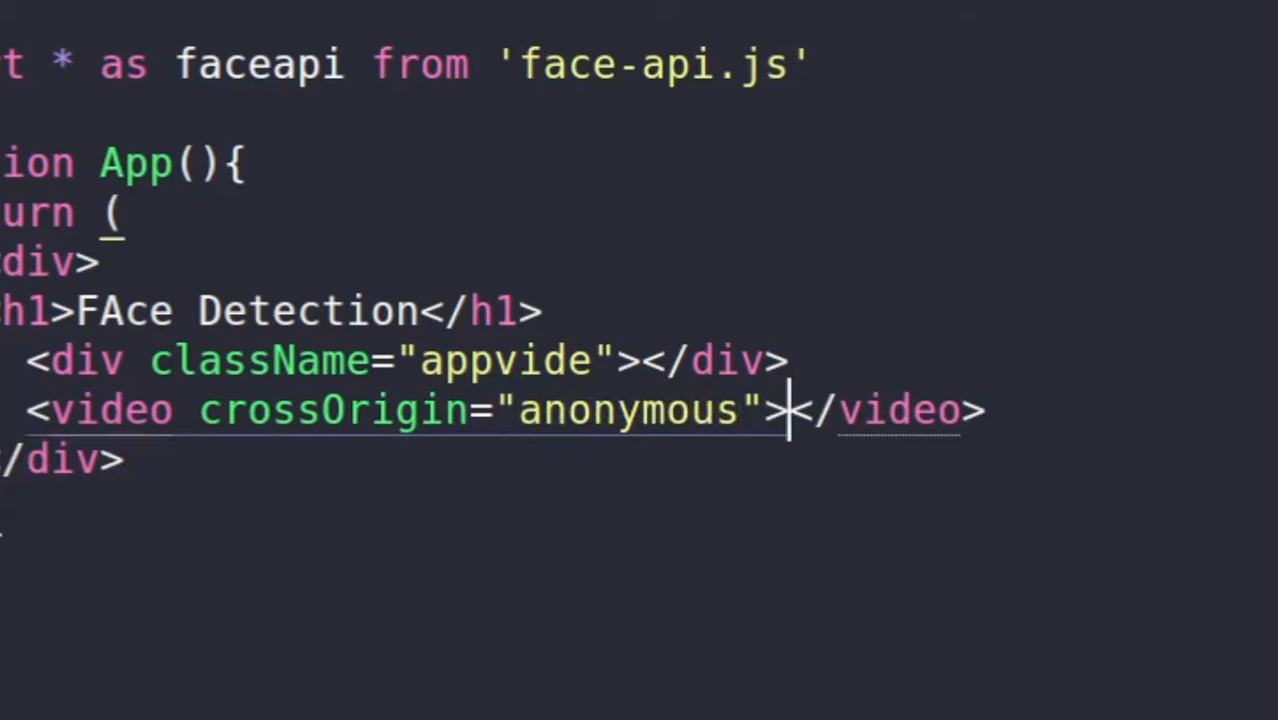 t * as faceapi from 'face-api.js'
ion App(){
urn (
div>
h1>FAce Detection</h1>
<div className="appvide"></div>
<video crossOrigin="anonymous"></video>
/div>